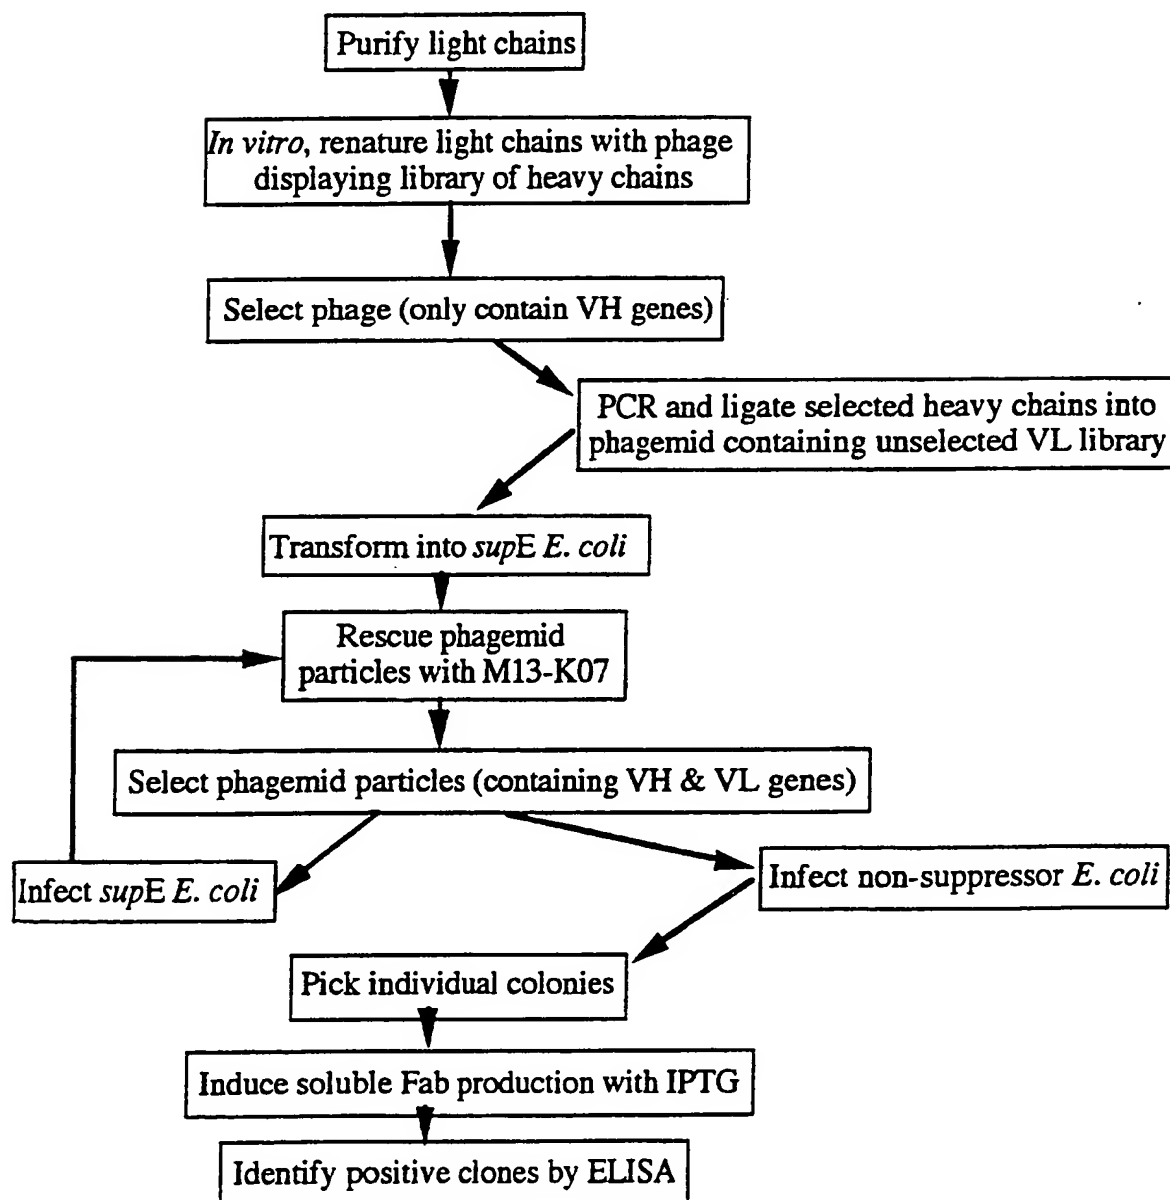 Purify light chains
In vitro, renature light chains with phage
displaying library of heavy chains
Select phage (only contain VH genes)
PCR and ligate selected heavy chains into
phagemid containing unselected VL library
Transform into supE E. coli
Rescue phagemid
particles with M13-K07
Select phagemid particles (containing VH & VL genes)
Infect supE E. coli
Infect non-suppressor E. coli
Pick individual colonies
Induce soluble Fab production with IPTG
Identify positive clones by ELISA